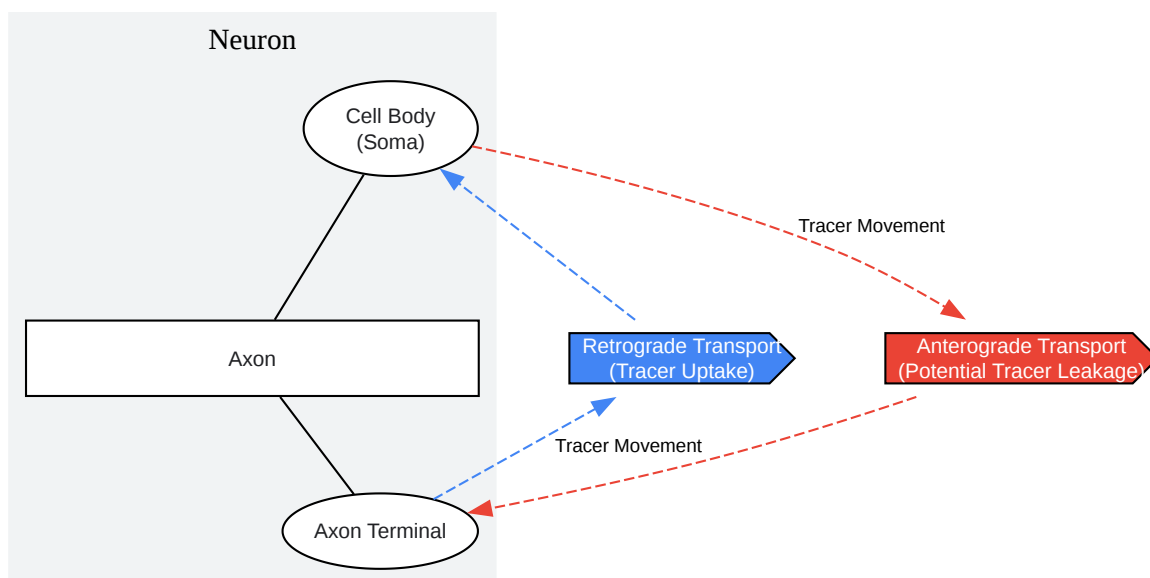 Neuron
Cell Body
(Soma)
Tracer Movement
Axon
Retrograde Transport
(Tracer Uptake)
Anterograde Transport
(Potential Tracer Leakage)
Tracer Movement
Axon Terminal